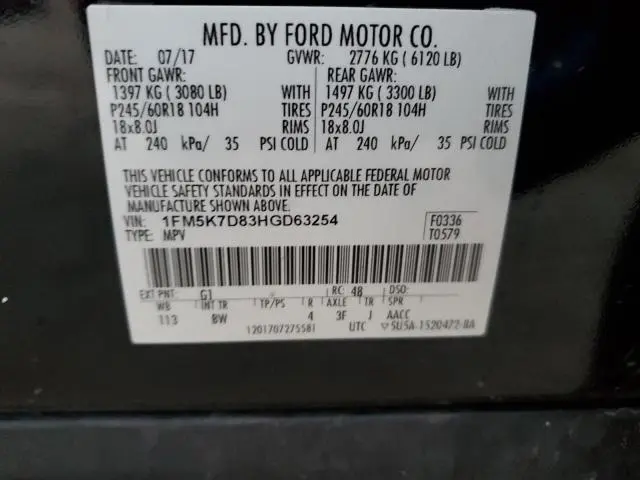 MFD. BY FORD MOTOR CO.
DATE: 07/17 GVWR: 2776 KG ( 6120 LB)
FRONT GAWR: REAR GAWR:
1397 KG ( 3080 LB) WITH 1497 KG ( 3300 LB) WITH
P245/60R18 104H TIRES P245/60R18 104H TIRES
18x8.0J RIMS 18x8.0J RIMS
AT 240 kPa/ 35 PSI COLD AT 240 kPa/ 35 PSI COLD
THIS VEHICLE CONFORMS TO ALL APPLICABLE FEDERAL MOTOR
VEHICLE SAFETY STANDARDS IN EFFECT ON THE DATE OF
MANUFACTURE SHOWN ABOVE.
VIN: 1FM5K7D83HGD63254 F0336
TYPE: MPV T0579
EXT PNT: G1 RC: 48 DSO:
WB INT TR TP/PS R AXLE TR SPR
113 BW 4 3F J AACC
1201707275581 UTC 5U5A-1520472-BA